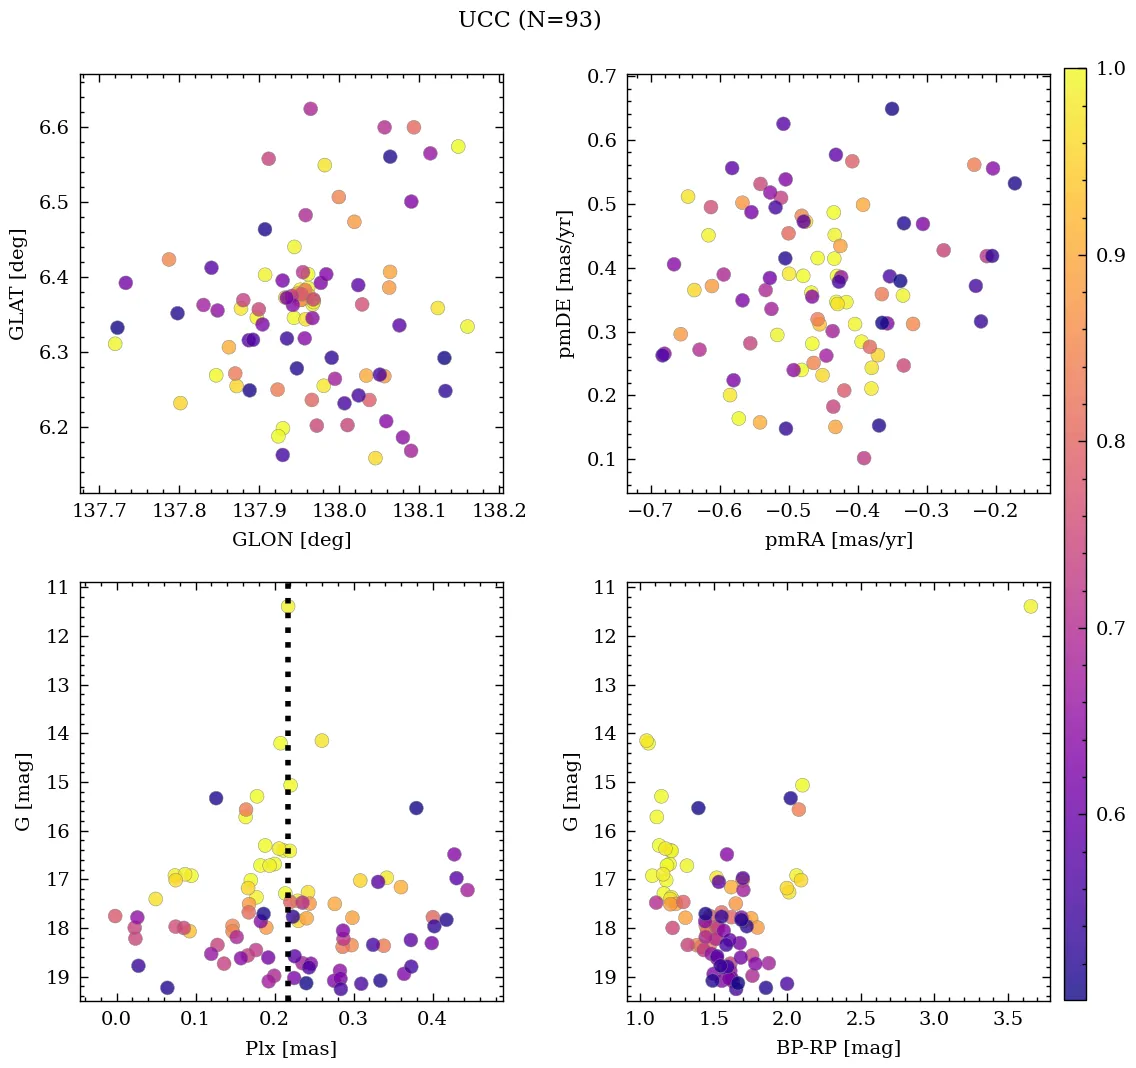 UCC (N=93)
6.6
6.5
6.4
6.3
6.2
GLAT [deg]
137.7 137.8 137.9 138.0 138.1 138.2
GLON [deg]
0.7
0.6
0.5
0.4
0.3
0.2
0.1
pmDE [mas/yr]
−0.7 −0.6 −0.5 −0.4 −0.3 −0.2
pmRA [mas/yr]
11
12
13
14
15
16
17
18
19
G [mag]
0.0 0.1 0.2 0.3 0.4
Plx [mas]
11
12
13
14
15
16
17
18
19
G [mag]
1.0 1.5 2.0 2.5 3.0 3.5
BP-RP [mag]
1.0
0.9
0.8
0.7
0.6